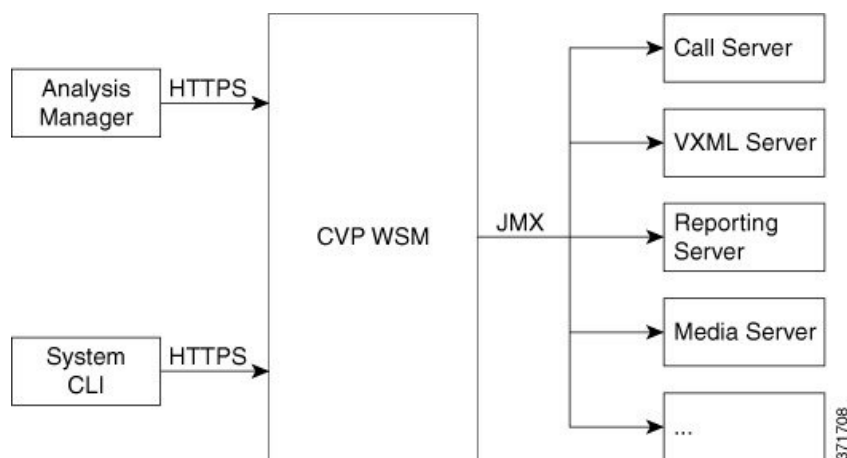 Analysis
Manager
HTTPS
System
CLI
HTTPS
CVP WSM
JMX
Call Server
VXML Server
Reporting
Server
Media Server
...
371708